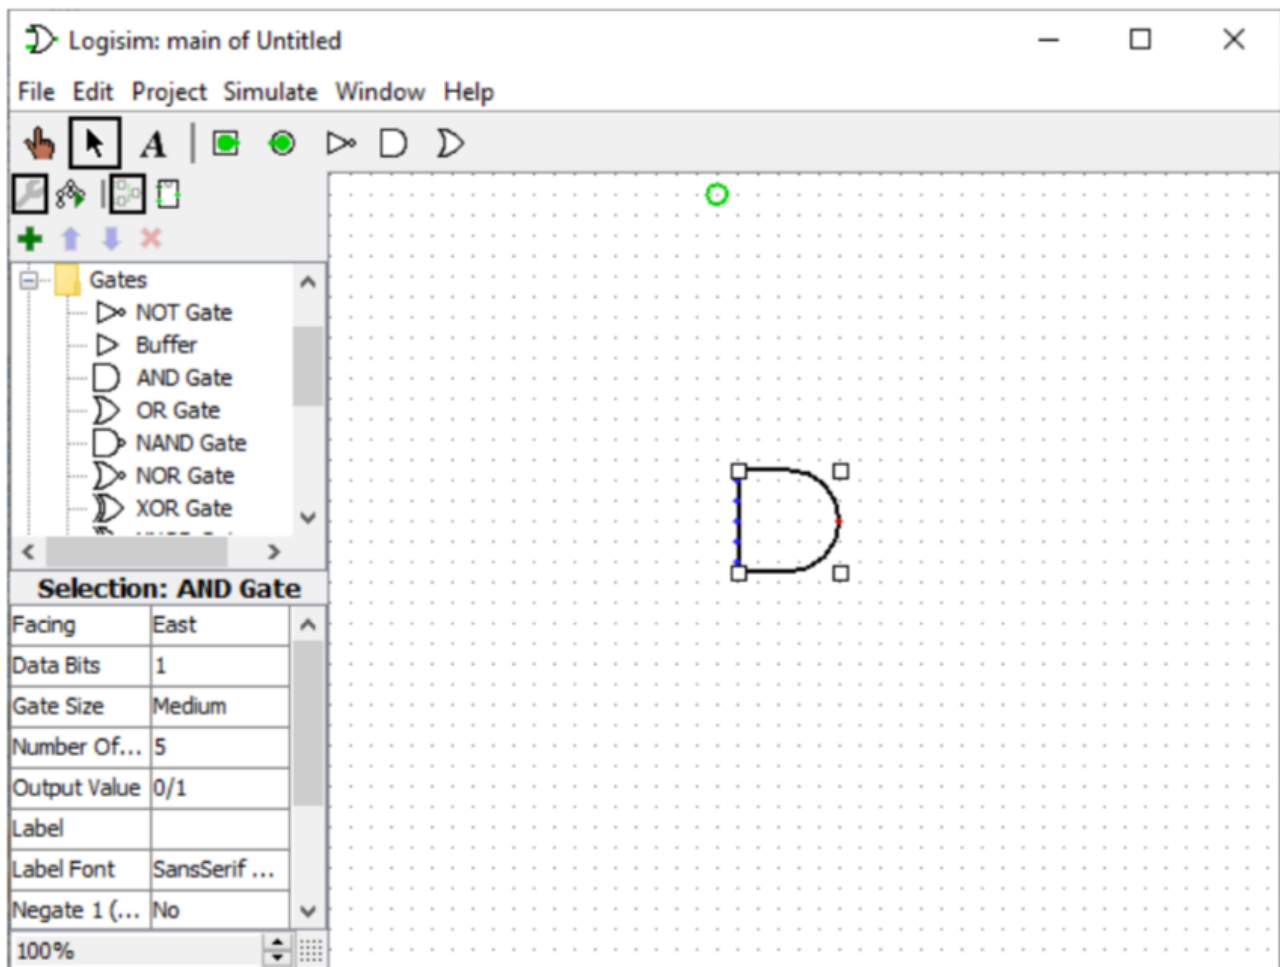 Logisim: main of Untitled
File Edit Project Simulate Window Help
A
Gates
NOT Gate
Buffer
AND Gate
OR Gate
NAND Gate
NOR Gate
XOR Gate
Selection: AND Gate
Facing East
Data Bits 1
Gate Size Medium
Number Of... 5
Output Value 0/1
Label
Label Font SansSerif ...
Negate 1 (... No
100%